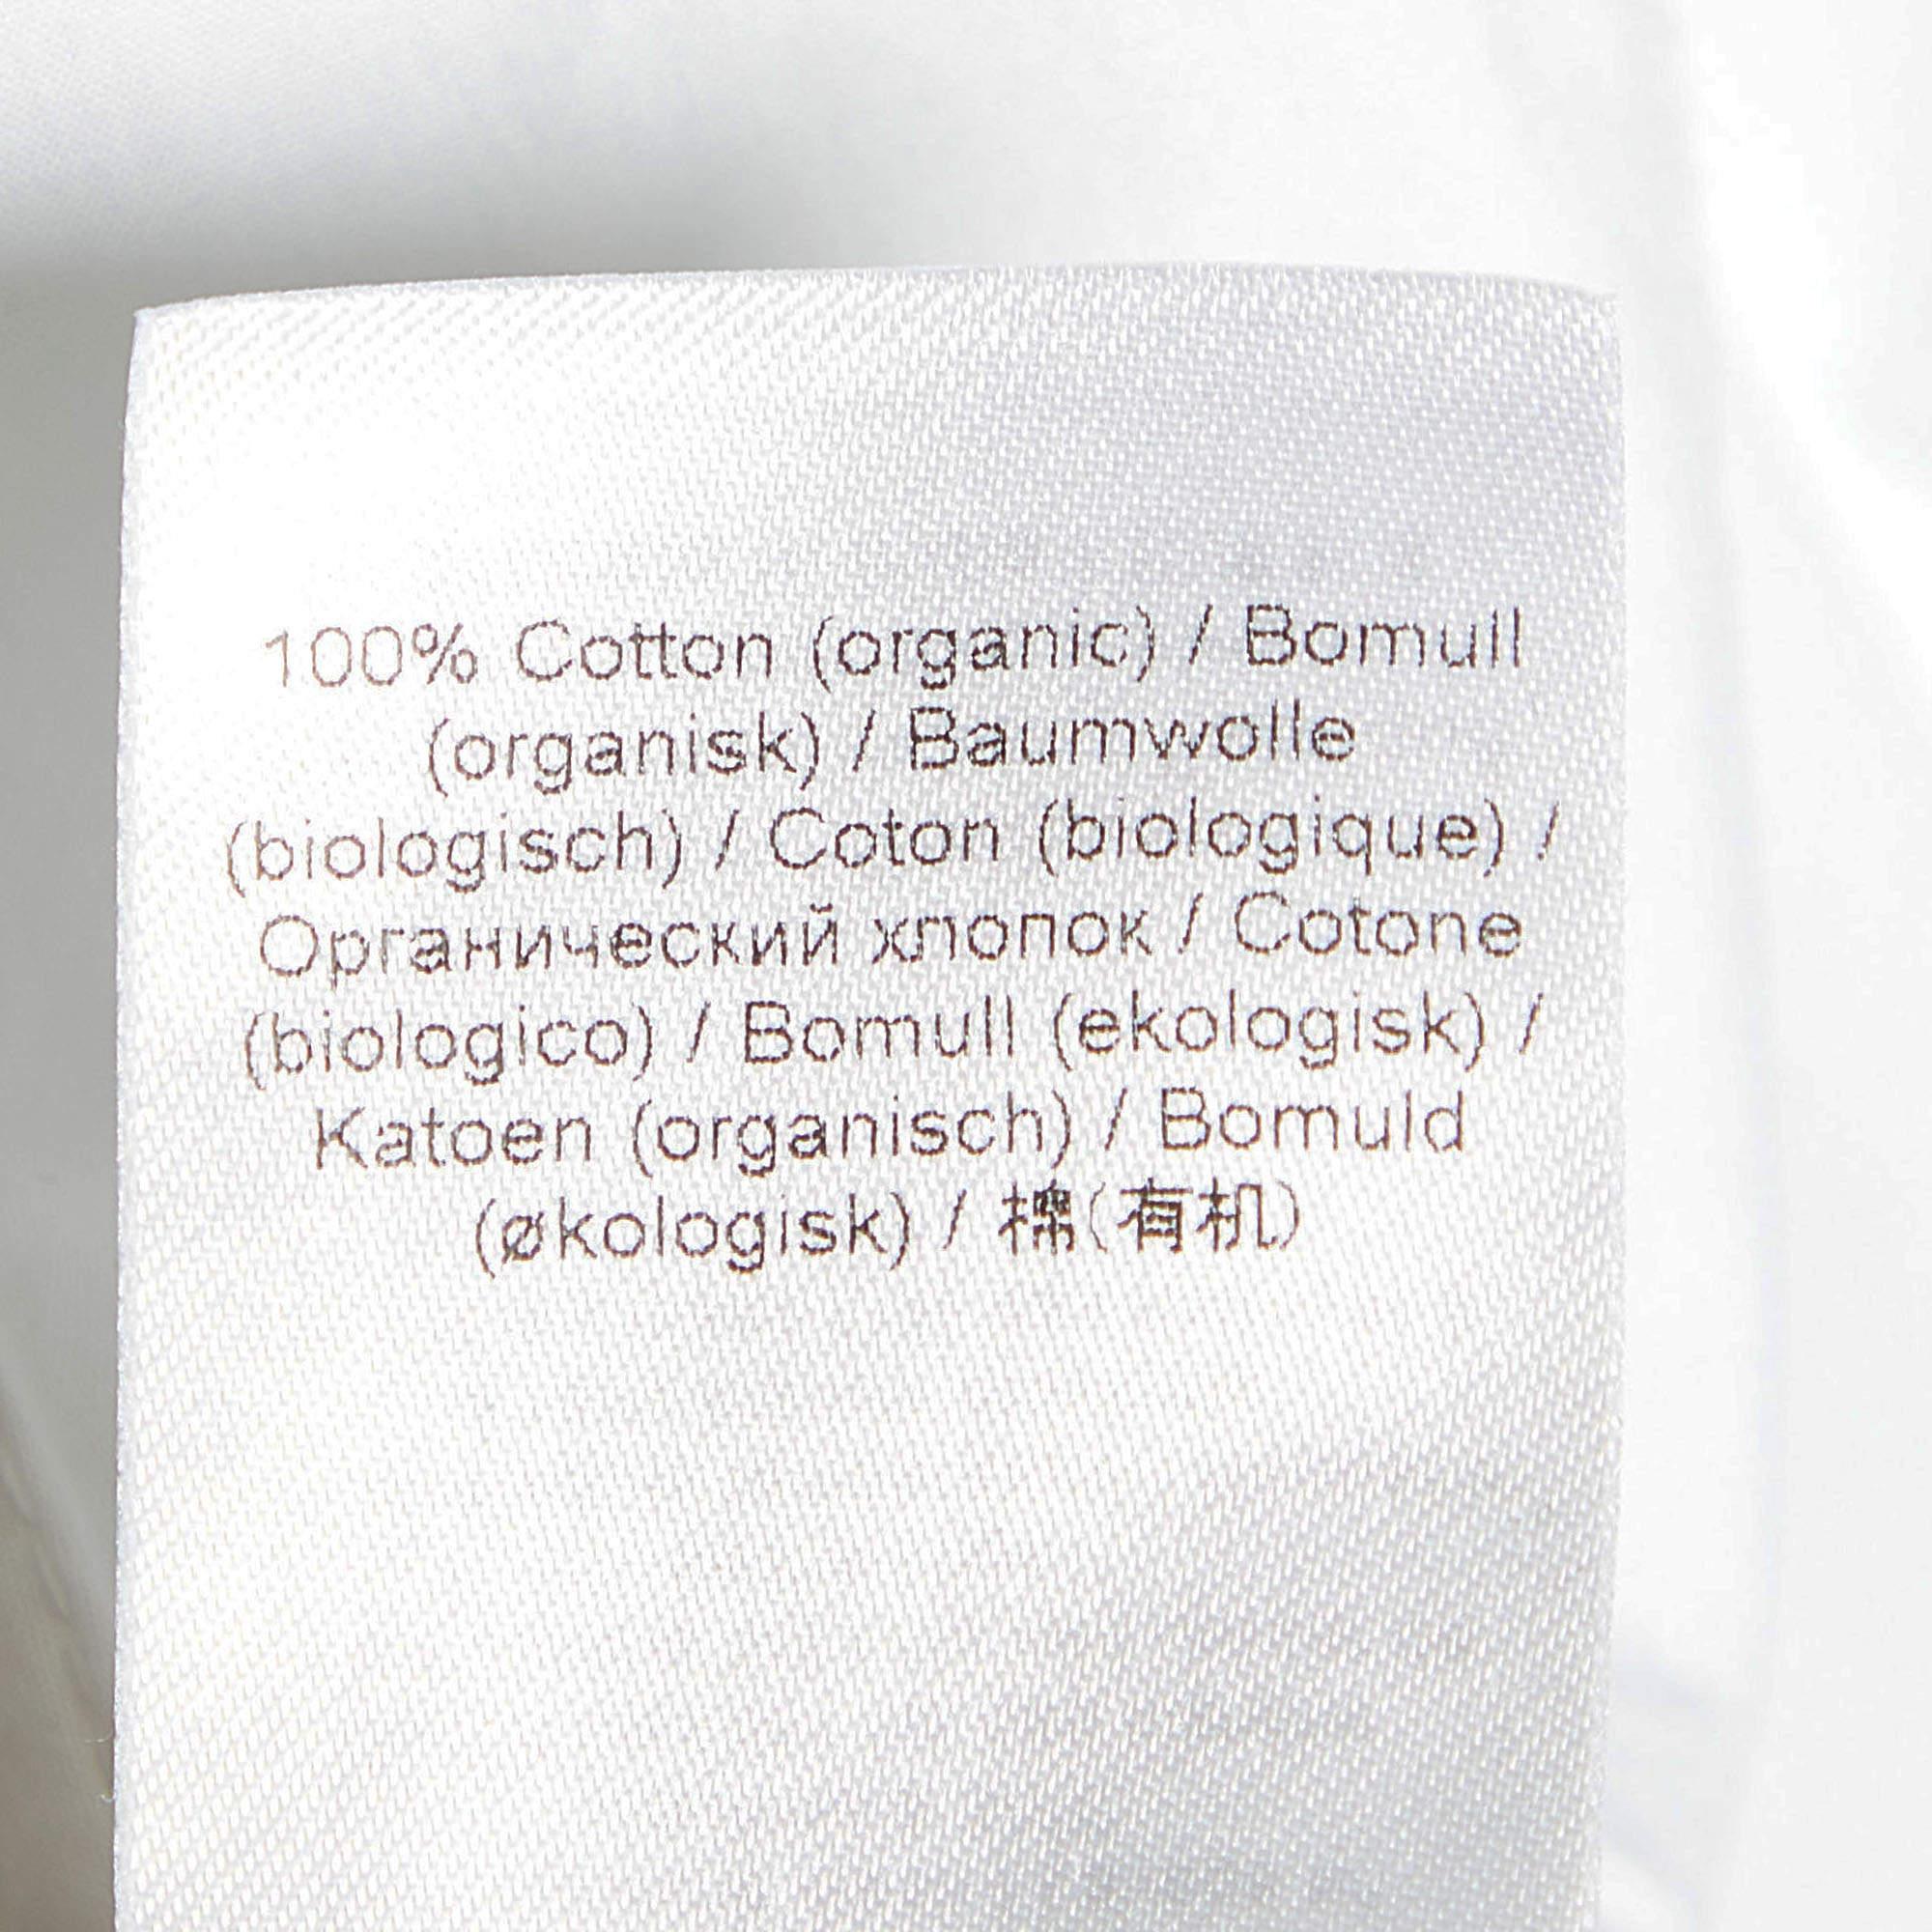 100% Cotton (organic) / Bomull
(organisk) / Baumwolle
(biologisch) / Coton (biologique) /
Органический хлопок / Cotone
(biologico) / Bomull (ekologisk) /
Katoen (organisch) / Bomuld
(økologisk) / 棉(有机)